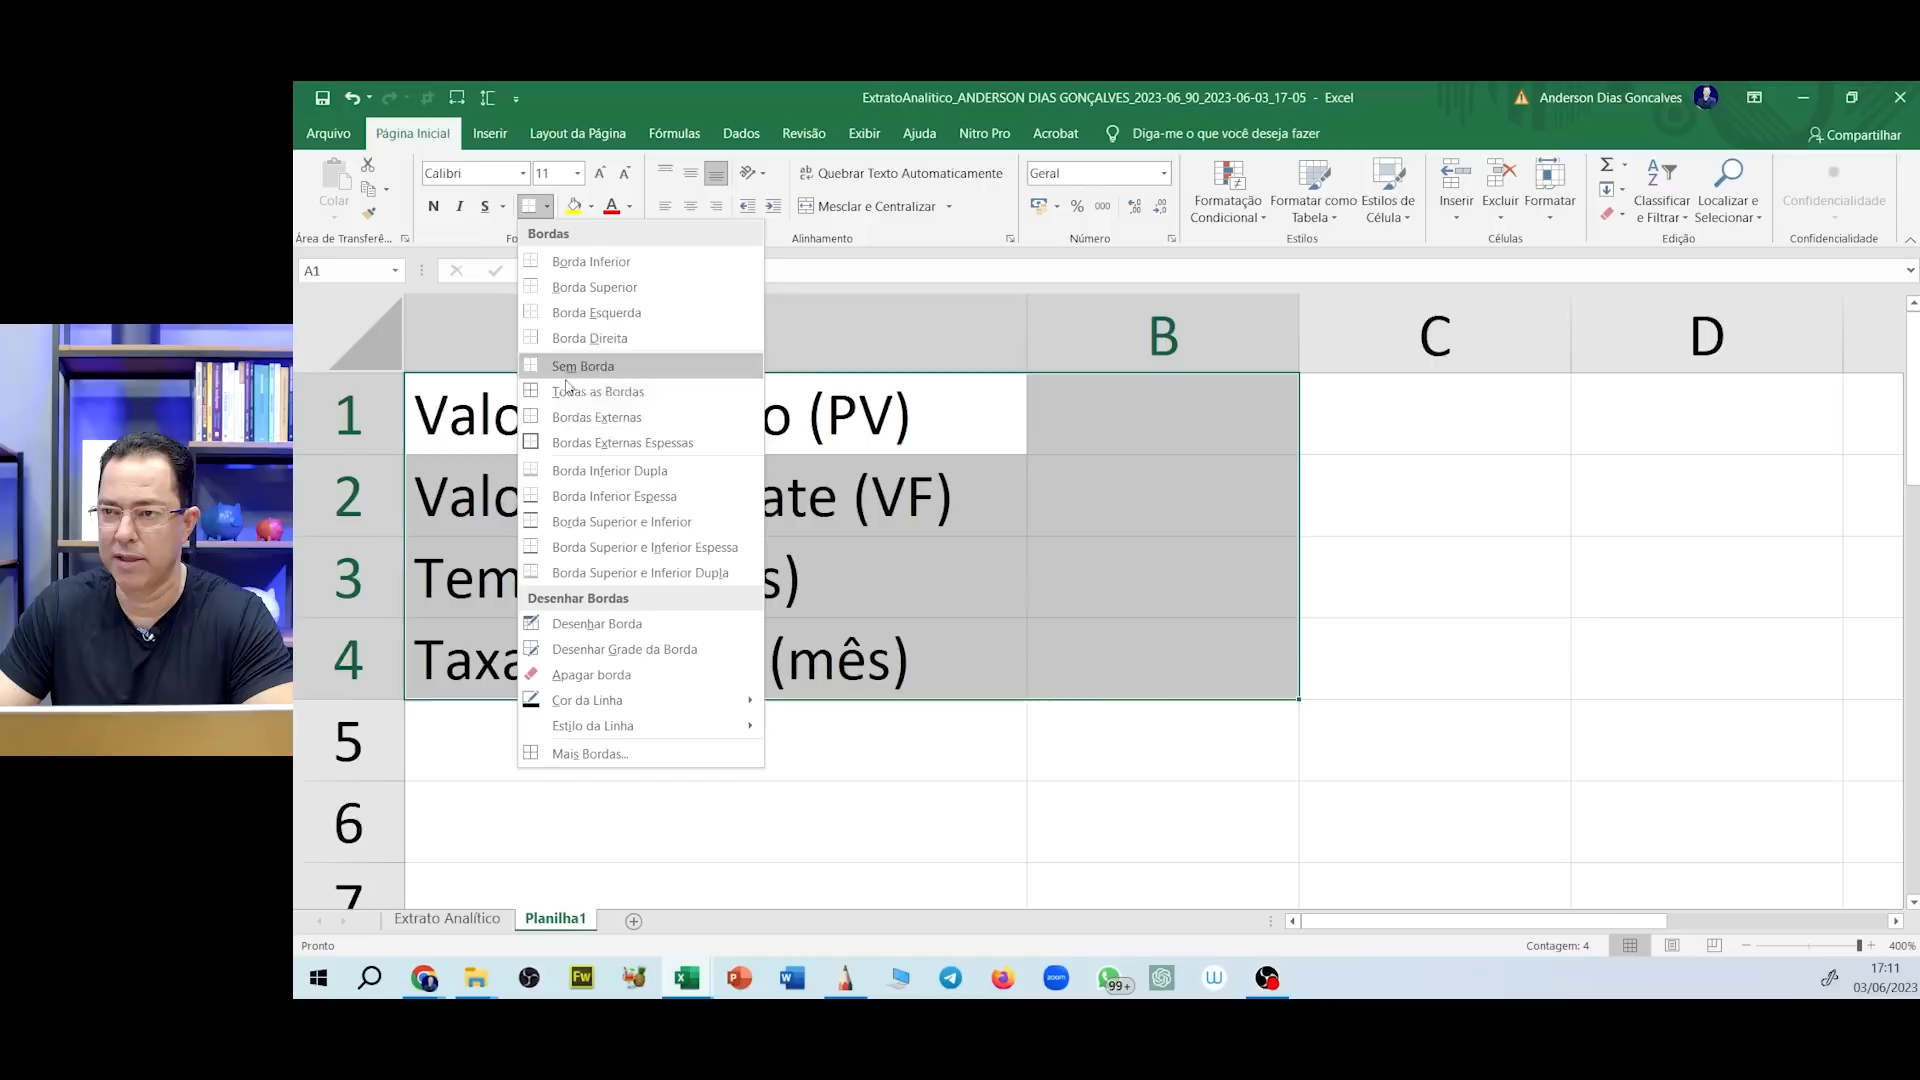 ExtratoAnalitico_ANDERSON DIAS GONÇALVES_2023-06_90_2023-06-03_17-05 - Excel
Anderson Dias Goncalves
Arquivo
Página Inicial
Inserir
Layout da Página
Fórmulas
Dados
Revisão
Exibir
Ajuda
Nitro Pro
Acrobat
Diga-me o que você deseja fazer
Compartilhar
Colar
Área de Transferê...
Calibri
11
N I S
A A
Quebrar Texto Automaticamente
Mesclar e Centralizar
Alinhamento
Geral
% 000
Número
Formatação Condicional
Formatar como Tabela
Estilos de Célula
Estilos
Inserir
Excluir
Formatar
Células
Classificar e Filtrar
Localizar e Selecionar
Edição
Confidencialidade
Confidencialidade
A1
Bordas
Borda Inferior
Borda Superior
Borda Esquerda
Borda Direita
Sem Borda
Todas as Bordas
Bordas Externas
Bordas Externas Espessas
Borda Inferior Dupla
Borda Inferior Espessa
Borda Superior e Inferior
Borda Superior e Inferior Espessa
Borda Superior e Inferior Dupla
Desenhar Bordas
Desenhar Borda
Desenhar Grade da Borda
Apagar borda
Cor da Linha
Estilo da Linha
Mais Bordas...
B C D
1 Valo o (PV)
2 Valo ate (VF)
3 Tem s)
4 Taxa (mês)
5
6
7
Extrato Analítico
Planilha1
Pronto
Contagem: 4
400%
Fw
zoom
99+
17:11
03/06/2023